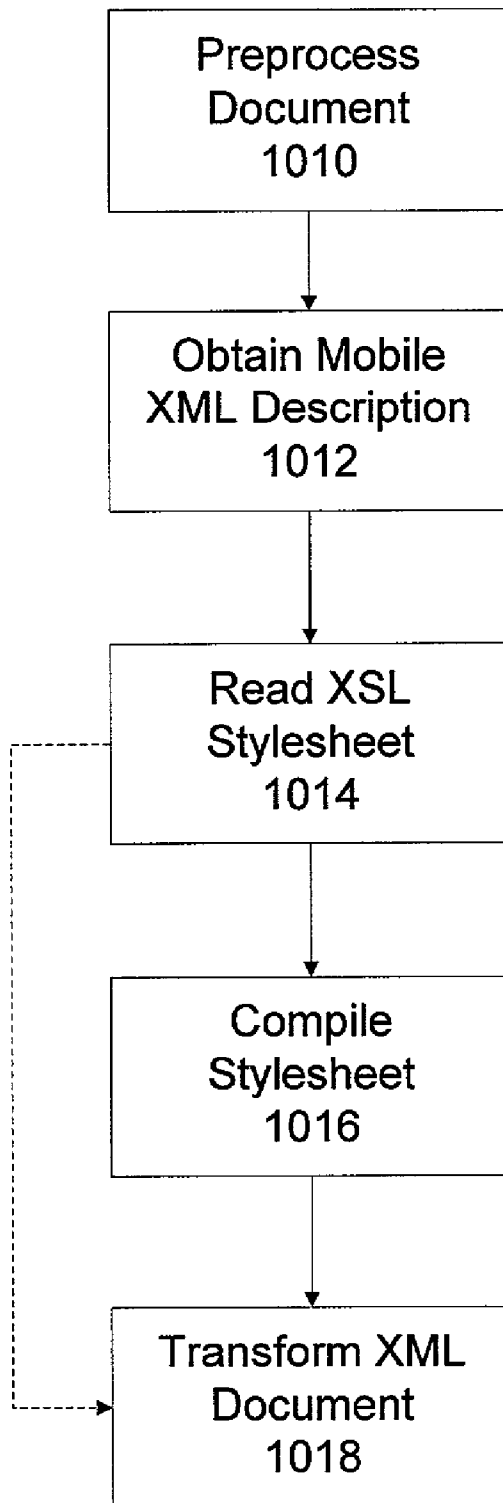 Preprocess
Document
1010
Obtain Mobile
XML Description
1012
Read XSL
Stylesheet
1014
Compile
Stylesheet
1016
Transform XML
Document
1018